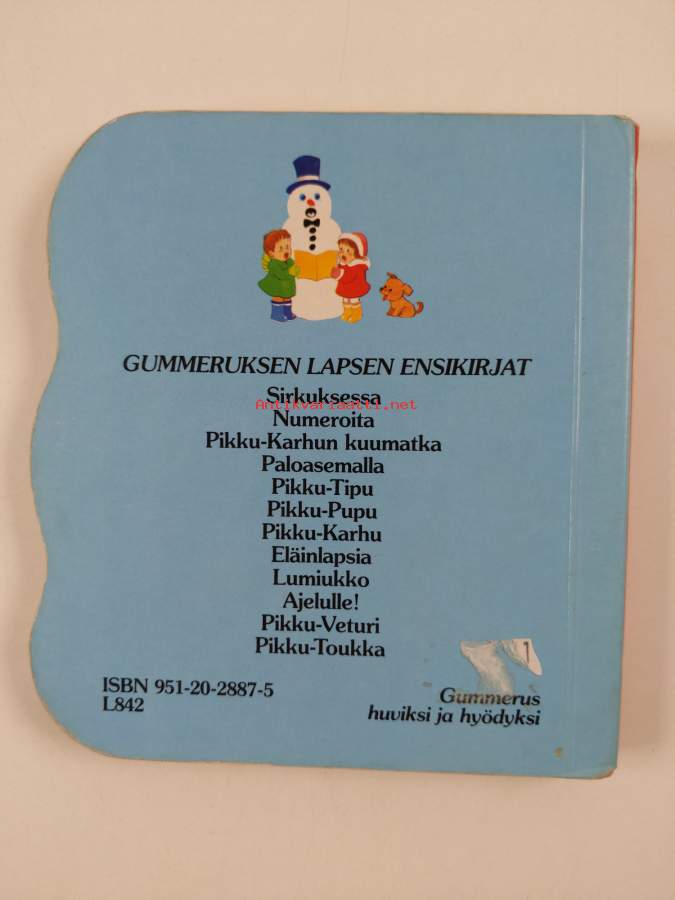 GUMMERUKSEN LAPSEN ENSIKIRJAT
Sirkuksessa
Antikvariaatti.net
Numeroita
Pikku-Karhun kuumatka
Paloasemalla
Pikku-Tipu
Pikku-Pupu
Pikku-Karhu
Eläinlapsia
Lumiukko
Ajelulle!
Pikku-Veturi
Pikku-Toukka
1
ISBN 951-20-2887-5
L842
Gummerus
huviksi ja hyödyksi